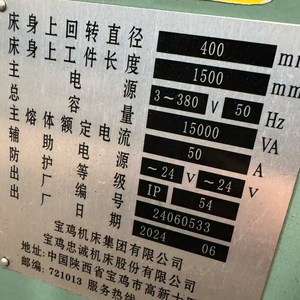 床身上回转直径 400 mm
床身上工件长度 1500 mm
主电源 3~380 V 50 Hz
总容量 15000 VA
主熔体额定电流 50 A
辅助电源 ~24 V ~24 V
防护等级 IP 54
出厂编号 24060533
出厂日期 2024 06
宝鸡机床集团有限公司
宝鸡忠诚机床股份有限公司
地址:中国陕西省宝鸡市高新大
邮编:721013 服务热线